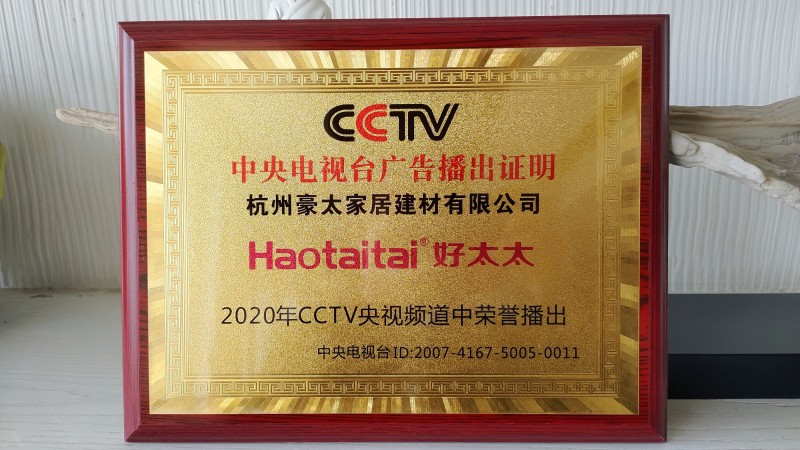 CCTV
中央电视台广告播出证明
杭州豪太家居建材有限公司
Haotaitai® 好太太
2020年CCTV央视频道中荣誉播出
中央电视台ID:2007-4167-5005-0011